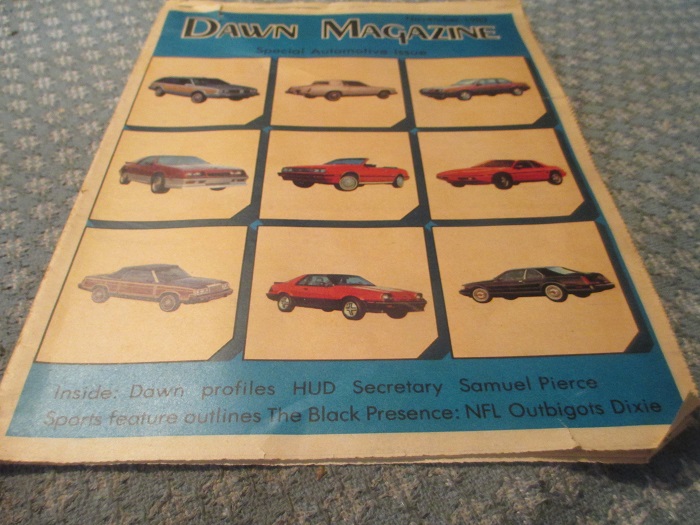 DAWN MAGAZINE
Special Automotive Issue
Inside: Dawn profiles HUD Secretary Samuel Pierce
Sports feature outlines The Black Presence: NFL Outbigots Dixie